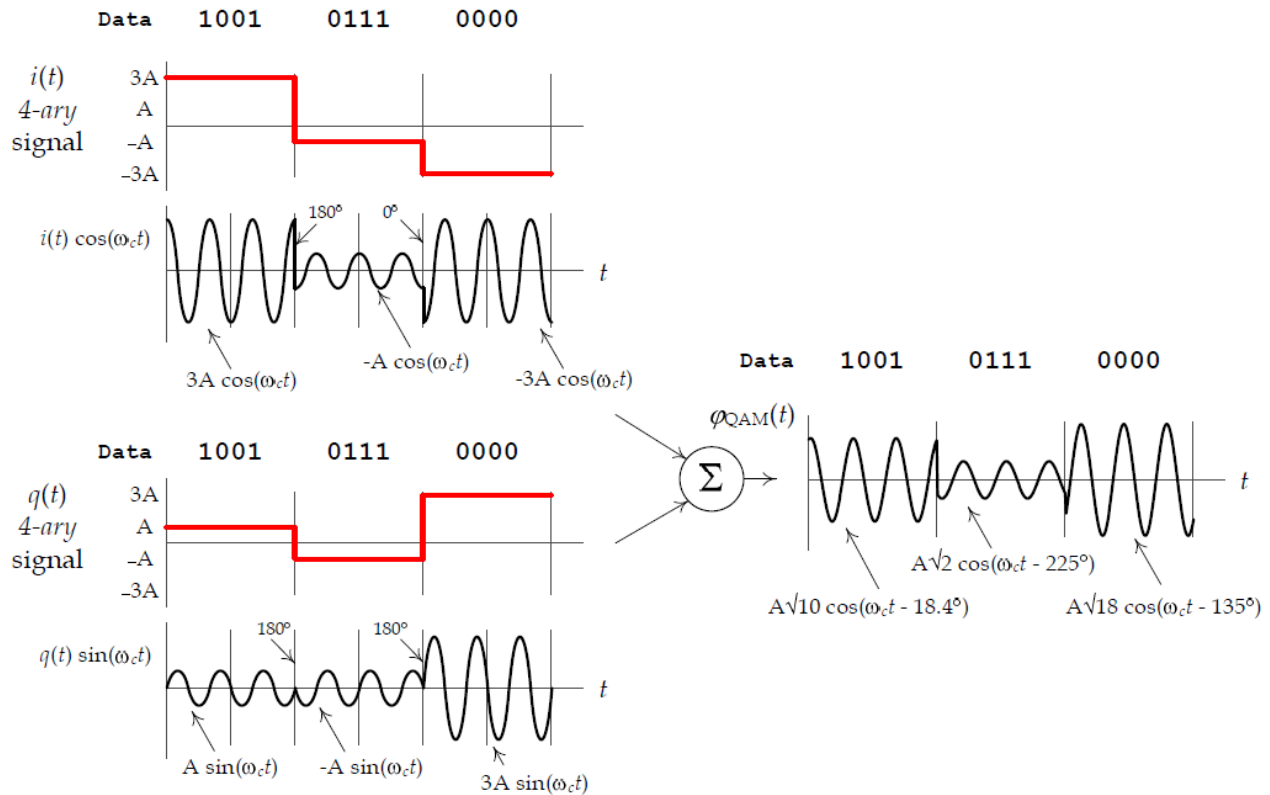 Data 1001 0111 0000
i(t)
4-ary
signal
3A
A
–A
–3A
i(t) cos(ωct)
180°
0°
t
3A cos(ωct)
-A cos(ωct)
-3A cos(ωct)
Data 1001 0111 0000
q(t)
4-ary
signal
3A
A
–A
–3A
q(t) sin(ωct)
180°
180°
t
A sin(ωct)
-A sin(ωct)
3A sin(ωct)
Σ
Data 1001 0111 0000
φQAM(t)
t
A√2 cos(ωct - 225°)
A√10 cos(ωct - 18.4°)
A√18 cos(ωct - 135°)